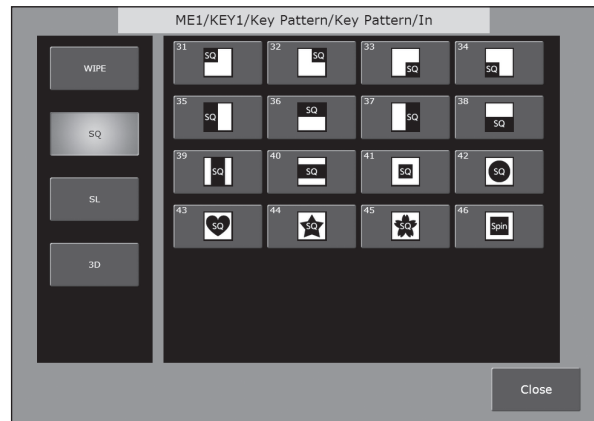 ME1/KEY1/Key Pattern/Key Pattern/In
WIPE
SQ
SL
3D
31 SQ
32 SQ
33 SQ
34 SQ
35 SQ
36 SQ
37 SQ
38 SQ
39 SQ
40 SQ
41 SQ
42 SQ
43 SQ
44 SQ
45 SQ
46 Spin
Close